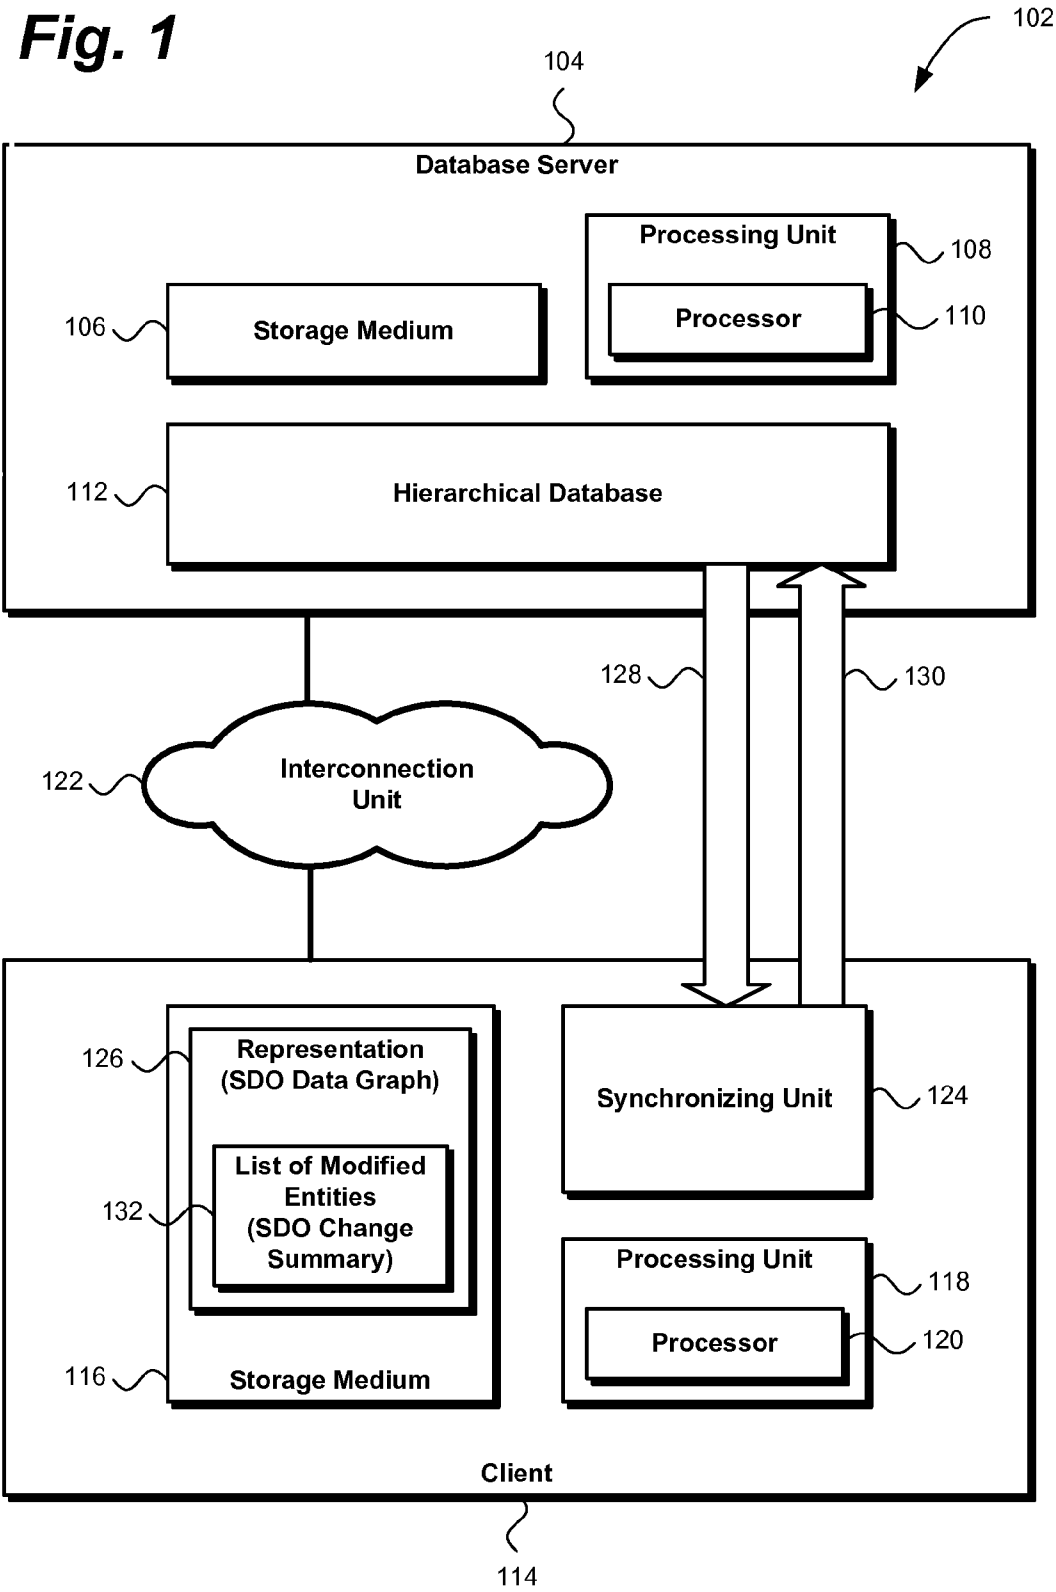 Fig. 1
102
104
Database Server
Processing Unit
108
106
Storage Medium
Processor
110
112
Hierarchical Database
128
130
122
Interconnection
Unit
126
Representation
(SDO Data Graph)
Synchronizing Unit
124
132
List of Modified
Entities
(SDO Change
Summary)
Processing Unit
118
Processor
120
116
Storage Medium
Client
114